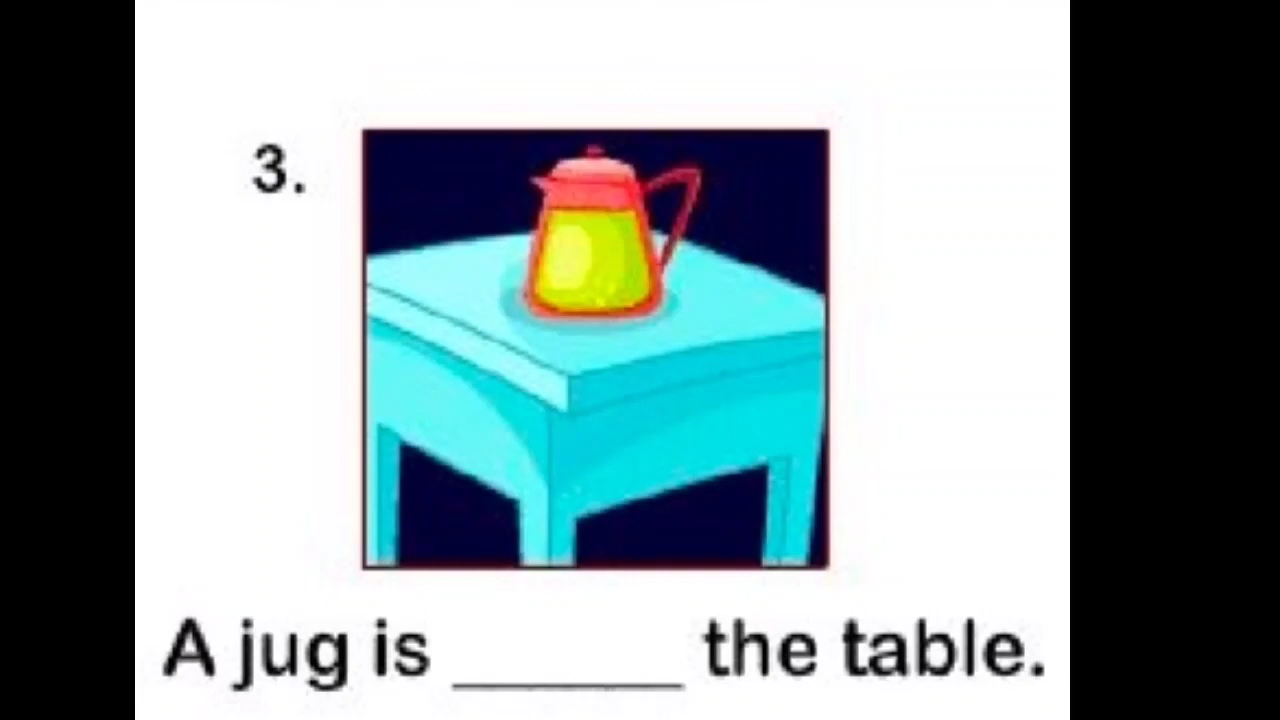 3.
A jug is ______ the table.